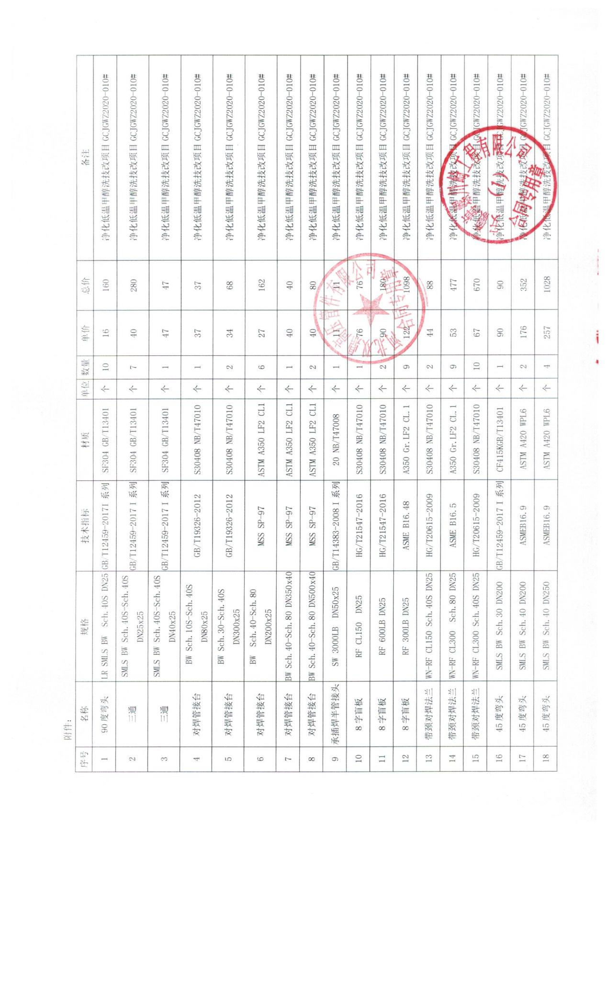 附件：
序号 名称 规格 技术指标 材质 单位 数量 单价 总价 备注
1 90度弯头 LR SMLS BW Sch.40S DN25 GB/T12459-2017I系列 SF304 GB/T13401 个 10 16 160 净化低温甲醇洗技改项目 GCJGWZ2020-010#
2 三通 SMLS BW Sch.40S-Sch.40S DN25x25 GB/T12459-2017I系列 SF304 GB/T13401 个 7 40 280 净化低温甲醇洗技改项目 GCJGWZ2020-010#
3 三通 SMLS BW Sch.40S-Sch.40S DN40x25 GB/T12459-2017I系列 SF304 GB/T13401 个 1 47 47 净化低温甲醇洗技改项目 GCJGWZ2020-010#
4 对焊管接台 BW Sch.10S-Sch.40S DN80x25 GB/T19326-2012 S30408 NB/T47010 个 1 37 37 净化低温甲醇洗技改项目 GCJGWZ2020-010#
5 对焊管接台 BW Sch.30-Sch.40S DN300x25 GB/T19326-2012 S30408 NB/T47010 个 2 34 68 净化低温甲醇洗技改项目 GCJGWZ2020-010#
6 对焊管接台 BW Sch.40-Sch.80 DN200x25 MSS SP-97 ASTM A350 LF2 CL1 个 6 27 162 净化低温甲醇洗技改项目 GCJGWZ2020-010#
7 对焊管接台 BW Sch.40-Sch.80 DN350x40 MSS SP-97 ASTM A350 LF2 CL1 个 1 40 40 净化低温甲醇洗技改项目 GCJGWZ2020-010#
8 对焊管接台 BW Sch.40-Sch.80 DN500x40 MSS SP-97 ASTM A350 LF2 CL1 个 2 40 80 净化低温甲醇洗技改项目 GCJGWZ2020-010#
9 承插焊半管接头 SW 3000LB DN50x25 GB/T14383-2008I系列 20 NB/T47008 个 1 11 11 净化低温甲醇洗技改项目 GCJGWZ2020-010#
10 8字盲板 RF CL150 DN25 HG/T21547-2016 S30408 NB/T47010 个 1 76 76 净化低温甲醇洗技改项目 GCJGWZ2020-010#
11 8字盲板 RF 600LB DN25 HG/T21547-2016 S30408 NB/T47010 个 2 90 180 净化低温甲醇洗技改项目 GCJGWZ2020-010#
12 8字盲板 RF 300LB DN25 ASME B16.48 A350 Gr.LF2 CL.1 个 9 122 1098 净化低温甲醇洗技改项目 GCJGWZ2020-010#
13 带颈对焊法兰 WN-RF CL150 Sch.40S DN25 HG/T20615-2009 S30408 NB/T47010 个 2 44 88 净化低温甲醇洗技改项目 GCJGWZ2020-010#
14 带颈对焊法兰 WN-RF CL300 Sch.80 DN25 ASME B16.5 A350 Gr.LF2 CL.1 个 9 53 477 净化低温甲醇洗技改项目 GCJGWZ2020-010#
15 带颈对焊法兰 WN-RF CL300 Sch.40S DN25 HG/T20615-2009 S30408 NB/T47010 个 10 67 670 净化低温甲醇洗技改项目 GCJGWZ2020-010#
16 45度弯头 SMLS BW Sch.30 DN200 GB/T12459-2017I系列 CF415KGB/T13401 个 1 90 90 净化低温甲醇洗技改项目 GCJGWZ2020-010#
17 45度弯头 SMLS BW Sch.40 DN200 ASMEB16.9 ASTM A420 WPL6 个 2 176 352 净化低温甲醇洗技改项目 GCJGWZ2020-010#
18 45度弯头 SMLS BW Sch.40 DN250 ASMEB16.9 ASTM A420 WPL6 个 4 257 1028 净化低温甲醇洗技改项目 GCJGWZ2020-010#
河北双鼎高压管件有限公司
合同专用章
工程有限公司
(1)
合同专用章